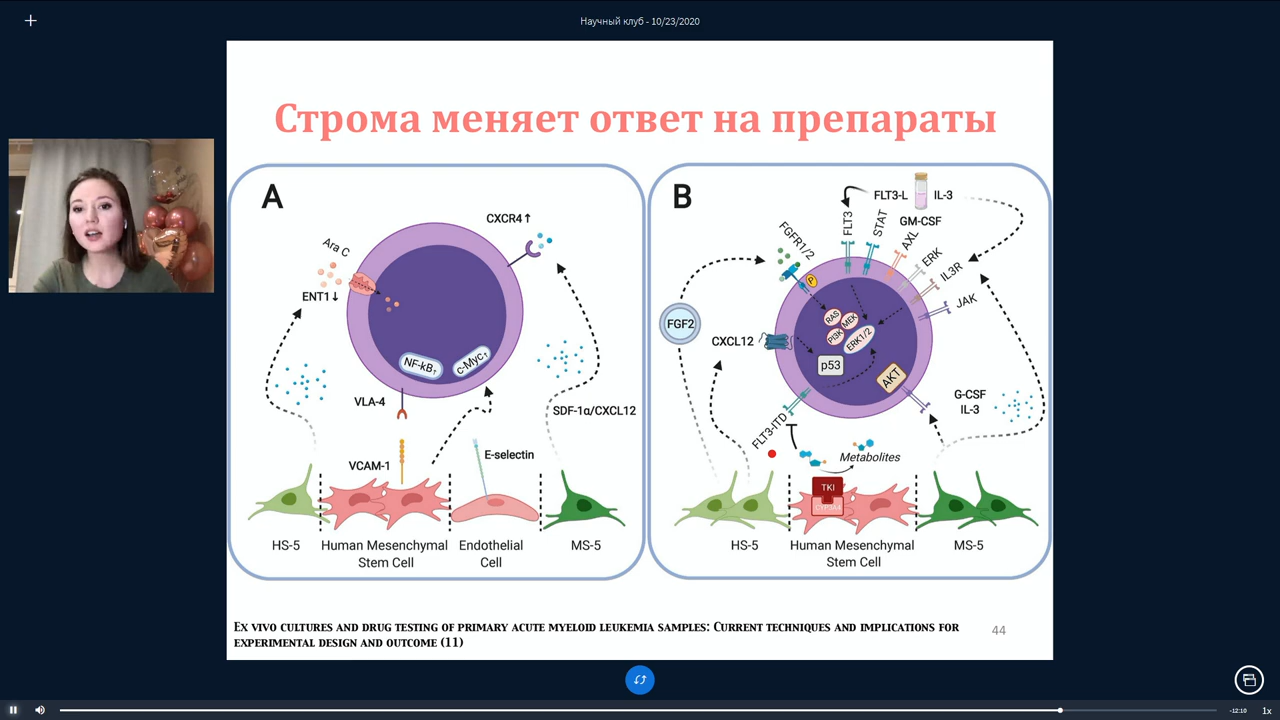 Научный клуб - 10/23/2020
Строма меняет ответ на препараты
A
CXCR4↑
Ara C
ENT1↓
NF-kB↑
c-Myc↑
VLA-4
SDF-1α/CXCL12
VCAM-1
E-selectin
HS-5
Human Mesenchymal
Stem Cell
Endothelial
Cell
MS-5
B
FLT3-L
IL-3
GM-CSF
FGFR1/2
FLT3
STAT
AXL
ERK
IL3R
JAK
P
FGF2
RAS
MEK
PI3K
ERK1/2
CXCL12
p53
AKT
G-CSF
IL-3
FLT3-ITD
Metabolites
TKI
CYP3A4
HS-5
Human Mesenchymal
Stem Cell
MS-5
Ex vivo cultures and drug testing of primary acute myeloid leukemia samples: Current techniques and implications for
experimental design and outcome (11)
44
-12:10
1x